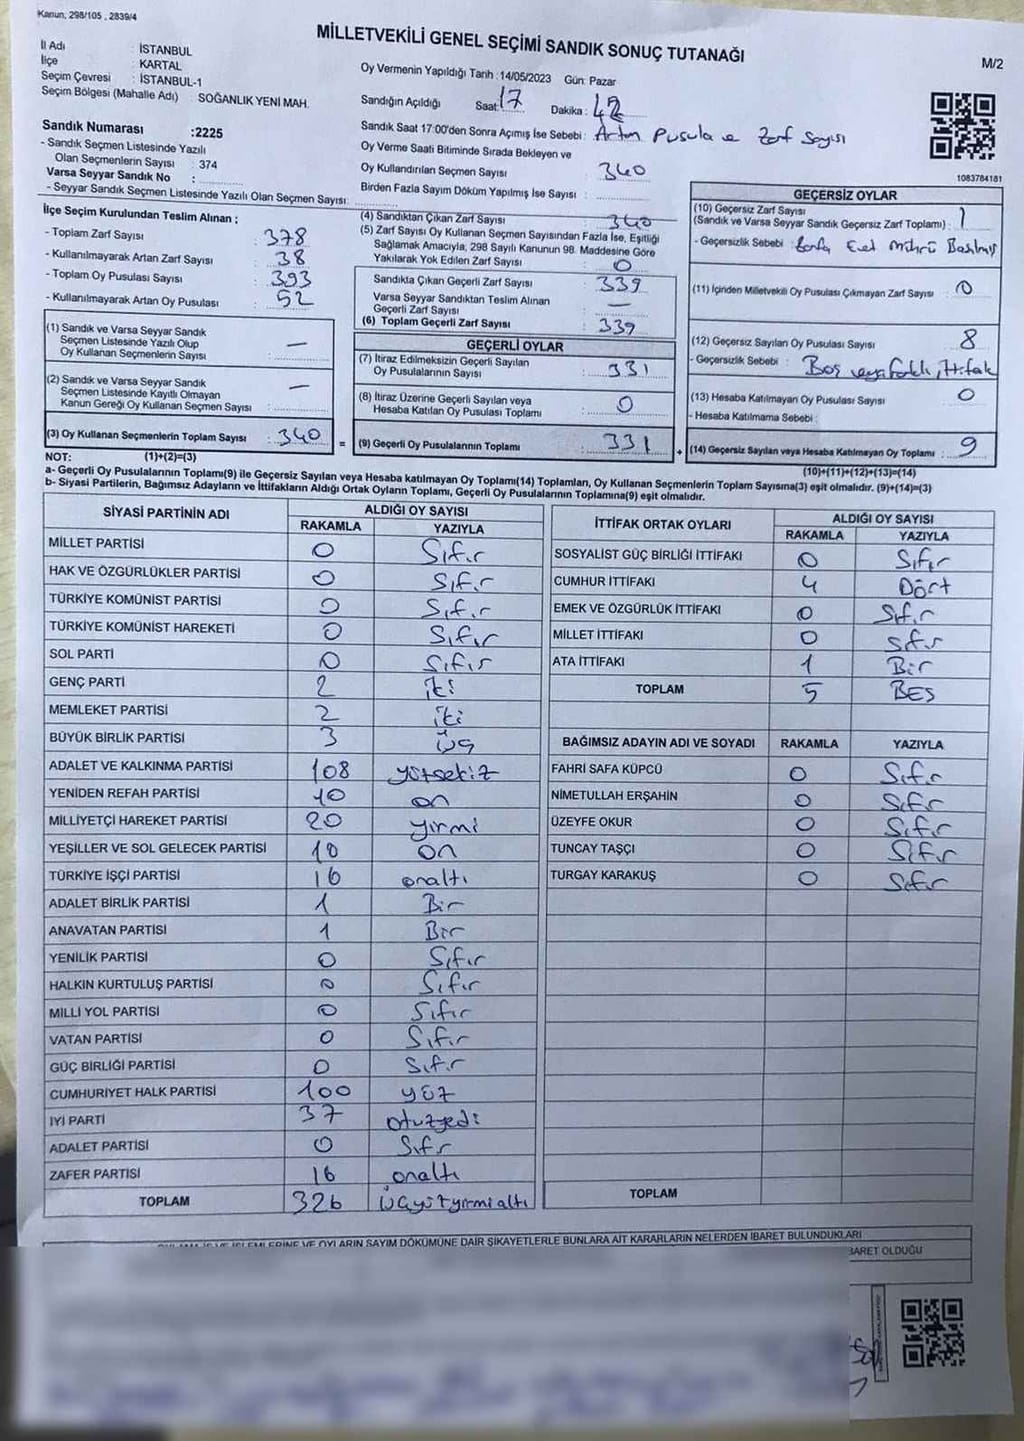 Kanun, 298/105 , 2839/4
MİLLETVEKİLİ GENEL SEÇİMİ SANDIK SONUÇ TUTANAĞI
M/2
İl Adı : İSTANBUL
İlçe : KARTAL
Seçim Çevresi : İSTANBUL-1
Seçim Bölgesi (Mahalle Adı) : SOĞANLIK YENİ MAH.
Oy Vermenin Yapıldığı Tarih : 14/05/2023 Gün: Pazar
Sandığın Açıldığı Saat: 17 Dakika : 42
Sandık Saat 17:00'den Sonra Açımış İse Sebebi: Artan Pusula ve Zarf Sayısı
Oy Verme Saati Bitiminde Sırada Bekleyen ve
Oy Kullandırılan Seçmen Sayısı : 340
Birden Fazla Sayım Döküm Yapılmış İse Sayısı :
Sandık Numarası :2225
- Sandık Seçmen Listesinde Yazılı
Olan Seçmenlerin Sayısı : 374
Varsa Seyyar Sandık No :
- Seyyar Sandık Seçmen Listesinde Yazılı Olan Seçmen Sayısı:
1083784181
İlçe Seçim Kurulundan Teslim Alınan :
- Toplam Zarf Sayısı : 378
- Kullanılmayarak Artan Zarf Sayısı : 38
- Toplam Oy Pusulası Sayısı : 393
- Kullanılmayarak Artan Oy Pusulası : 52
(1) Sandık ve Varsa Seyyar Sandık
Seçmen Listesinde Yazılı Olup
Oy Kullanan Seçmenlerin Sayısı : —
(2) Sandık ve Varsa Seyyar Sandık
Seçmen Listesinde Kayıtlı Olmayan
Kanun Gereği Oy Kullanan Seçmen Sayısı : —
(3) Oy Kullanan Seçmenlerin Toplam Sayısı : 340
(4) Sandıktan Çıkan Zarf Sayısı : 340
(5) Zarf Sayısı Oy Kullanan Seçmen Sayısından Fazla İse, Eşitliği
Sağlamak Amacıyla, 298 Sayılı Kanunun 98. Maddesine Göre
Yakılarak Yok Edilen Zarf Sayısı : 0
Sandıkta Çıkan Geçerli Zarf Sayısı : 339
Varsa Seyyar Sandıktan Teslim Alınan
Geçerli Zarf Sayısı : —
(6) Toplam Geçerli Zarf Sayısı : 339
GEÇERLİ OYLAR
(7) İtiraz Edilmeksizin Geçerli Sayılan
Oy Pusulalarının Sayısı : 331
(8) İtiraz Üzerine Geçerli Sayılan veya
Hesaba Katılan Oy Pusulası Toplamı : 0
= (9) Geçerli Oy Pusulalarının Toplamı : 331 +
GEÇERSİZ OYLAR
(10) Geçersiz Zarf Sayısı
(Sandık ve Varsa Seyyar Sandık Geçersiz Zarf Toplamı) : 1
- Geçersizlik Sebebi : Mührü
(11) İçinden Milletvekili Oy Pusulası Çıkmayan Zarf Sayısı : 0
(12) Geçersiz Sayılan Oy Pusulası Sayısı : 8
- Geçersizlik Sebebi : Boş veya farklı, ittifak
(13) Hesaba Katılmayan Oy Pusulası Sayısı : 0
- Hesaba Katılmama Sebebi :
(14) Geçersiz Sayılan veya Hesaba Katılmayan Oy Toplamı : 9
NOT: (1)+(2)=(3)
(10)+(11)+(12)+(13)=(14)
a- Geçerli Oy Pusulalarının Toplamı(9) ile Geçersiz Sayılan veya Hesaba katılmayan Oy Toplamı(14) Toplamları, Oy Kullanan Seçmenlerin Toplam Sayısına(3) eşit olmalıdır. (9)+(14)=(3)
b- Siyasi Partilerin, Bağımsız Adayların ve İttifakların Aldığı Ortak Oyların Toplamı, Geçerli Oy Pusulalarının Toplamına(9) eşit olmalıdır.
SİYASİ PARTİNİN ADI ALDIĞI OY SAYISI
RAKAMLA YAZIYLA
MİLLET PARTİSİ 0 Sıfır
HAK VE ÖZGÜRLÜKLER PARTİSİ 0 Sıfır
TÜRKİYE KOMÜNİST PARTİSİ 0 Sıfır
TÜRKİYE KOMÜNİST HAREKETİ 0 Sıfır
SOL PARTİ 0 Sıfır
GENÇ PARTİ 2 iki
MEMLEKET PARTİSİ 2 iki
BÜYÜK BİRLİK PARTİSİ 3 üç
ADALET VE KALKINMA PARTİSİ 108 yüzsekiz
YENİDEN REFAH PARTİSİ 10 on
MİLLİYETÇİ HAREKET PARTİSİ 20 yirmi
YEŞİLLER VE SOL GELECEK PARTİSİ 10 on
TÜRKİYE İŞÇİ PARTİSİ 16 onaltı
ADALET BİRLİK PARTİSİ 1 Bir
ANAVATAN PARTİSİ 1 Bir
YENİLİK PARTİSİ 0 Sıfır
HALKIN KURTULUŞ PARTİSİ 0 Sıfır
MİLLİ YOL PARTİSİ 0 Sıfır
VATAN PARTİSİ 0 Sıfır
GÜÇ BİRLİĞİ PARTİSİ 0 Sıfır
CUMHURİYET HALK PARTİSİ 100 yüz
İYİ PARTİ 37 otuzyedi
ADALET PARTİSİ 0 Sıfır
ZAFER PARTİSİ 16 onaltı
TOPLAM 326 Üçyüzyirmialtı
İTTİFAK ORTAK OYLARI ALDIĞI OY SAYISI
RAKAMLA YAZIYLA
SOSYALİST GÜÇ BİRLİĞİ İTTİFAKI 0 Sıfır
CUMHUR İTTİFAKI 4 Dört
EMEK VE ÖZGÜRLÜK İTTİFAKI 0 Sıfır
MİLLET İTTİFAKI 0 Sıfır
ATA İTTİFAKI 1 Bir
TOPLAM 5 BEŞ
BAĞIMSIZ ADAYIN ADI VE SOYADI RAKAMLA YAZIYLA
FAHRİ SAFA KÜPCÜ 0 Sıfır
NİMETULLAH ERŞAHİN 0 Sıfır
ÜZEYFE OKUR 0 Sıfır
TUNCAY TAŞÇI 0 Sıfır
TURGAY KARAKUŞ 0 Sıfır
TOPLAM
OYLARIN SAYIM DÖKÜMÜNE DAİR ŞİKAYETLERLE BUNLARA AİT KARARLARIN NELERDEN İBARET BULUNDUKLARI
OLDUĞU